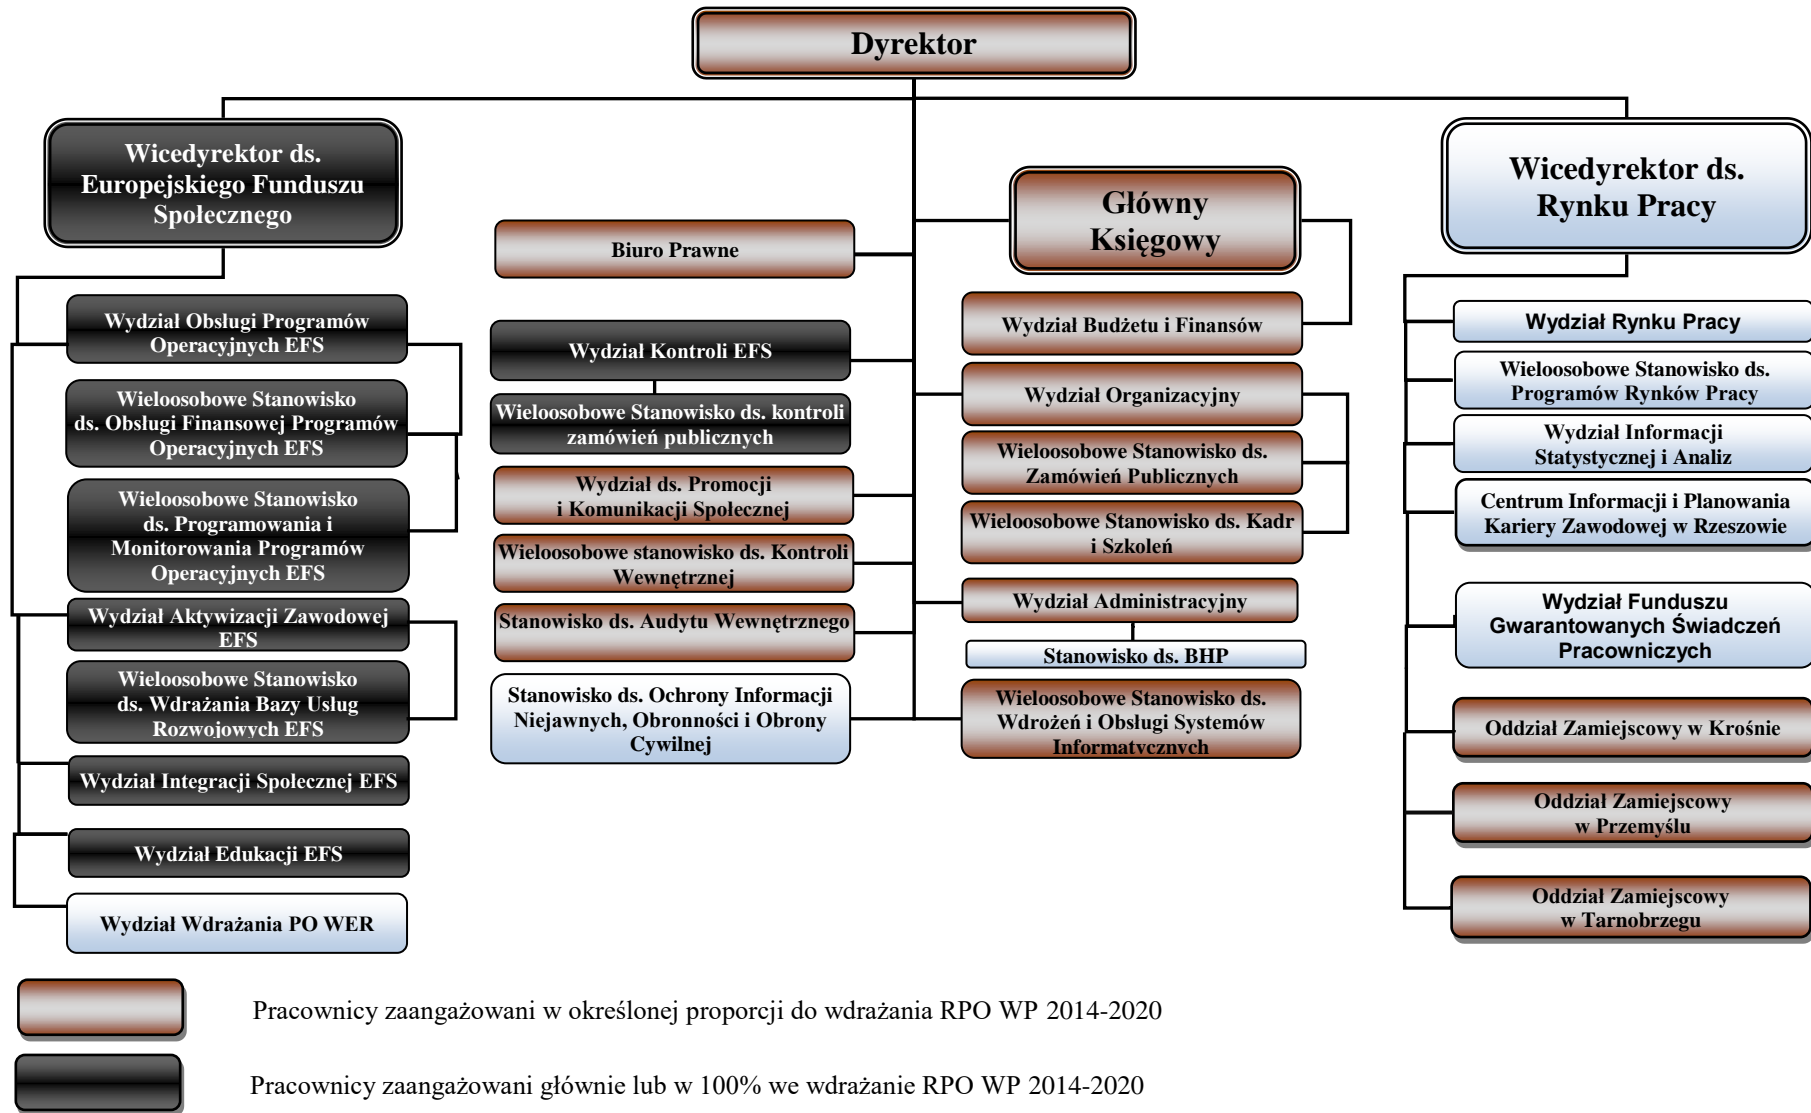 Dyrektor
Wicedyrektor ds.
Europejskiego Funduszu
Społecznego
Wydział Obsługi Programów
Operacyjnych EFS
Wieloosobowe Stanowisko
ds. Obsługi Finansowej Programów
Operacyjnych EFS
Wieloosobowe Stanowisko
ds. Programowania i
Monitorowania Programów
Operacyjnych EFS
Wydział Aktywizacji Zawodowej
EFS
Wieloosobowe Stanowisko
ds. Wdrażania Bazy Usług
Rozwojowych EFS
Wydział Integracji Społecznej EFS
Wydział Edukacji EFS
Wydział Wdrażania PO WER
Biuro Prawne
Wydział Kontroli EFS
Wieloosobowe Stanowisko ds. kontroli
zamówień publicznych
Wydział ds. Promocji
i Komunikacji Społecznej
Wieloosobowe stanowisko ds. Kontroli
Wewnętrznej
Stanowisko ds. Audytu Wewnętrznego
Stanowisko ds. Ochrony Informacji
Niejawnych, Obronności i Obrony
Cywilnej
Główny
Księgowy
Wydział Budżetu i Finansów
Wydział Organizacyjny
Wieloosobowe Stanowisko ds.
Zamówień Publicznych
Wieloosobowe Stanowisko ds. Kadr
i Szkoleń
Wydział Administracyjny
Stanowisko ds. BHP
Wieloosobowe Stanowisko ds.
Wdrożeń i Obsługi Systemów
Informatycznych
Wicedyrektor ds.
Rynku Pracy
Wydział Rynku Pracy
Wieloosobowe Stanowisko ds.
Programów Rynków Pracy
Wydział Informacji
Statystycznej i Analiz
Centrum Informacji i Planowania
Kariery Zawodowej w Rzeszowie
Wydział Funduszu
Gwarantowanych Świadczeń
Pracowniczych
Oddział Zamiejscowy w Krośnie
Oddział Zamiejscowy
w Przemyślu
Oddział Zamiejscowy
w Tarnobrzegu
Pracownicy zaangażowani w określonej proporcji do wdrażania RPO WP 2014-2020
Pracownicy zaangażowani głównie lub w 100% we wdrażanie RPO WP 2014-2020